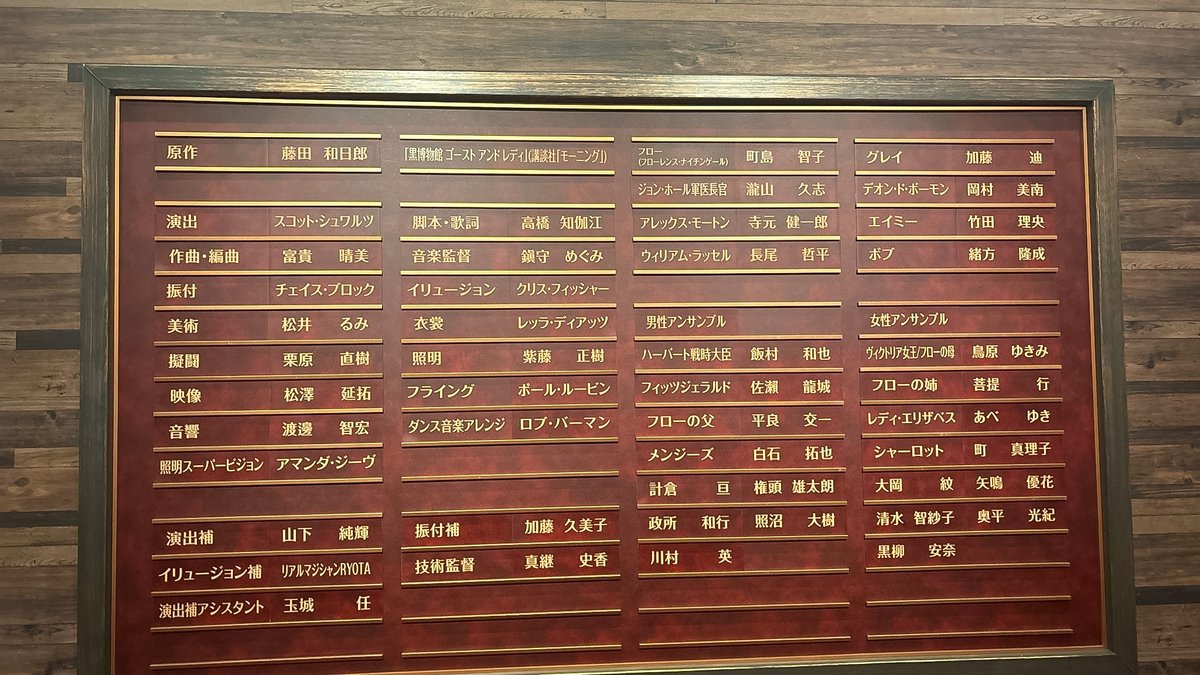 原作 藤田 和日郎
演出 スコット・シュワルツ
作曲・編曲 富貴 晴美
振付 チェイス・ブロック
美術 松井 るみ
擬闘 栗原 直樹
映像 松澤 延拓
音響 渡邊 智宏
照明スーパービジョン アマンダ・ジーヴ
演出補 山下 純輝
イリュージョン補 リアルマジシャンRYOTA
演出補アシスタント 玉城 任
「黒博物館 ゴースト アンド レディ」(講談社「モーニング」)
脚本・歌詞 高橋 知伽江
音楽監督 鎭守 めぐみ
イリュージョン クリス・フィッシャー
衣裳 レッラ・ディアッツ
照明 紫藤 正樹
フライング ポール・ルービン
ダンス音楽アレンジ ロブ・バーマン
振付補 加藤 久美子
技術監督 真継 史香
フロー
(フローレンス・ナイチンゲール) 町島 智子
ジョン・ホール軍医長官 瀧山 久志
アレックス・モートン 寺元 健一郎
ウィリアム・ラッセル 長尾 哲平
男性アンサンブル
ハーバート戦時大臣 飯村 和也
フィッツジェラルド 佐瀬 龍城
フローの父 平良 交一
メンジーズ 白石 拓也
計倉 亘 権頭 雄太朗
政所 和行 照沼 大樹
川村 英
グレイ 加藤 迪
デオン・ド・ボーモン 岡村 美南
エイミー 竹田 理央
ボブ 緒方 隆成
女性アンサンブル
ヴィクトリア女王/フローの母 鳥原 ゆきみ
フローの姉 菩提 行
レディ・エリザベス あべ ゆき
シャーロット 町 真理子
大岡 紋 矢鳴 優花
清水 智紗子 奥平 光紀
黒柳 安奈